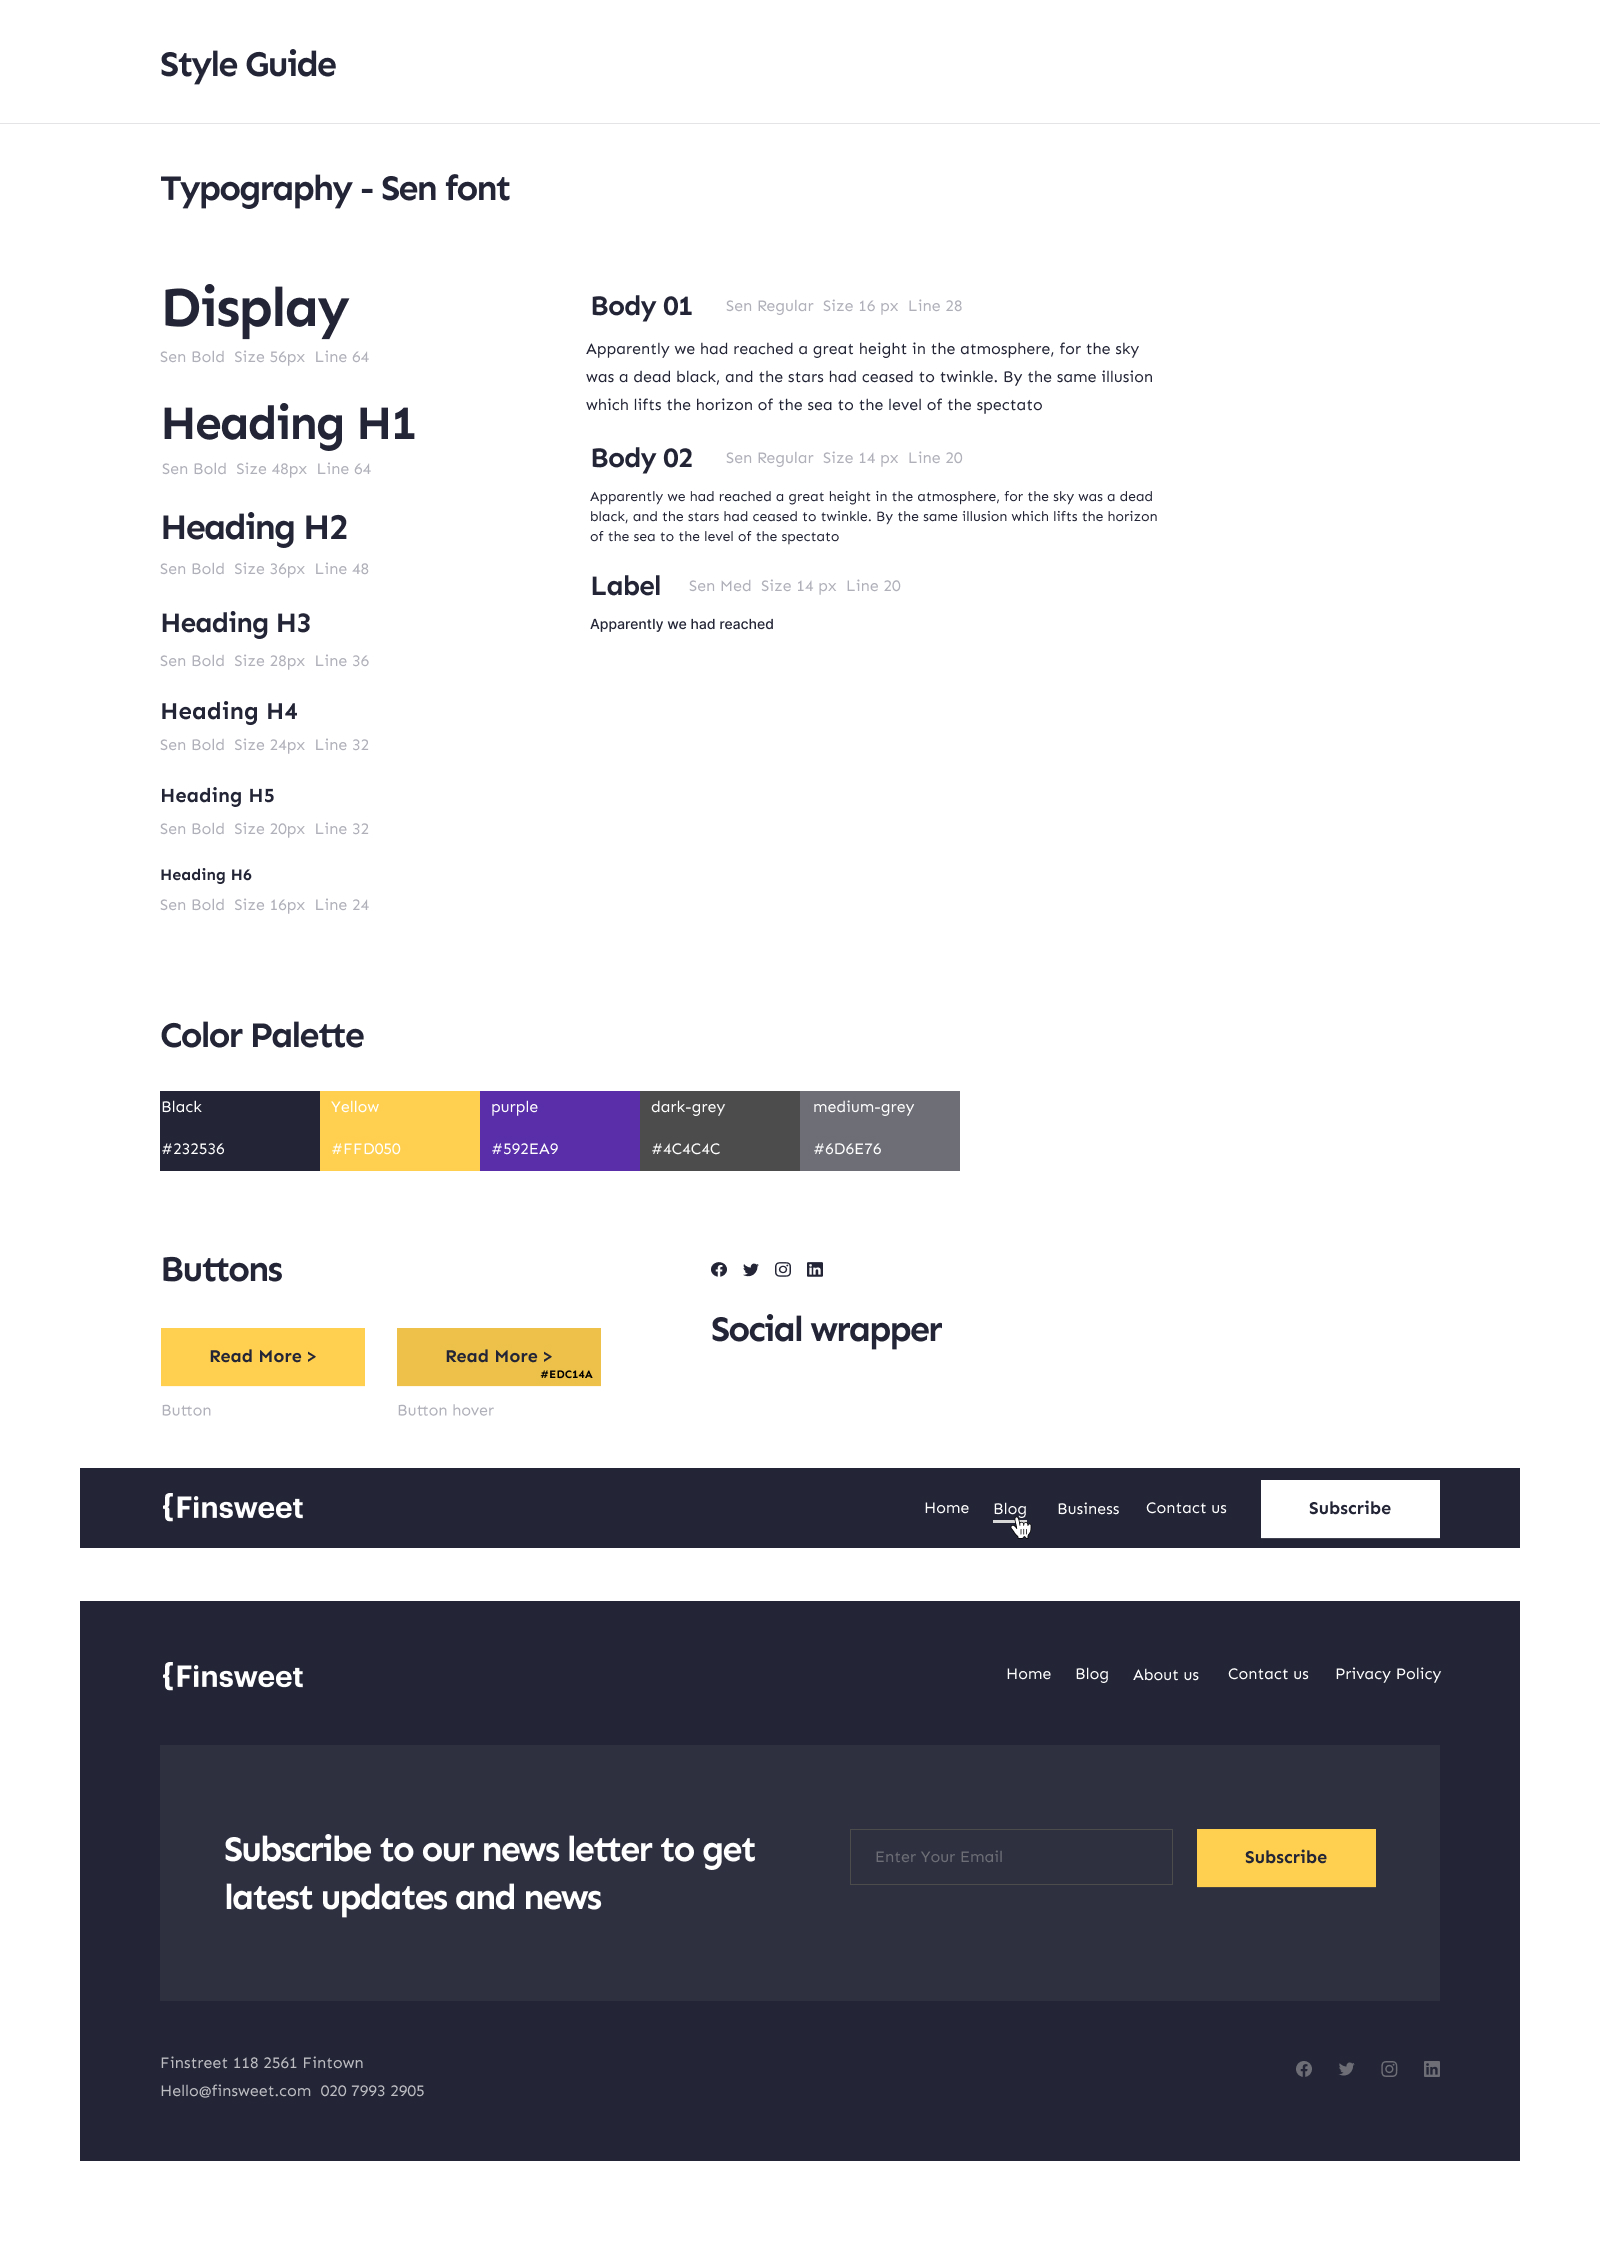 Style Guide
Typography - Sen font
Display
Sen Bold  Size 56px  Line 64
Heading H1
Sen Bold  Size 48px  Line 64
Heading H2
Sen Bold  Size 36px  Line 48
Heading H3
Sen Bold  Size 28px  Line 36
Heading H4
Sen Bold  Size 24px  Line 32
Heading H5
Sen Bold  Size 20px  Line 32
Heading H6
Sen Bold  Size 16px  Line 24
Body 01  Sen Regular  Size 16 px  Line 28
Apparently we had reached a great height in the atmosphere, for the sky
was a dead black, and the stars had ceased to twinkle. By the same illusion
which lifts the horizon of the sea to the level of the spectato
Body 02  Sen Regular  Size 14 px  Line 20
Apparently we had reached a great height in the atmosphere, for the sky was a dead
black, and the stars had ceased to twinkle. By the same illusion which lifts the horizon
of the sea to the level of the spectato
Label  Sen Med  Size 14 px  Line 20
Apparently we had reached
Color Palette
Black  Yellow  purple  dark-grey  medium-grey
#232536  #FFD050  #592EA9  #4C4C4C  #6D6E76
Buttons
Read More >
Button
Read More >
#EDC14A
Button hover
Social wrapper
{Finsweet  Home  Blog  Business  Contact us  Subscribe
{Finsweet  Home  Blog  About us  Contact us  Privacy Policy
Subscribe to our news letter to get
latest updates and news
Enter Your Email  Subscribe
Finstreet 118 2561 Fintown
Hello@finsweet.com  020 7993 2905